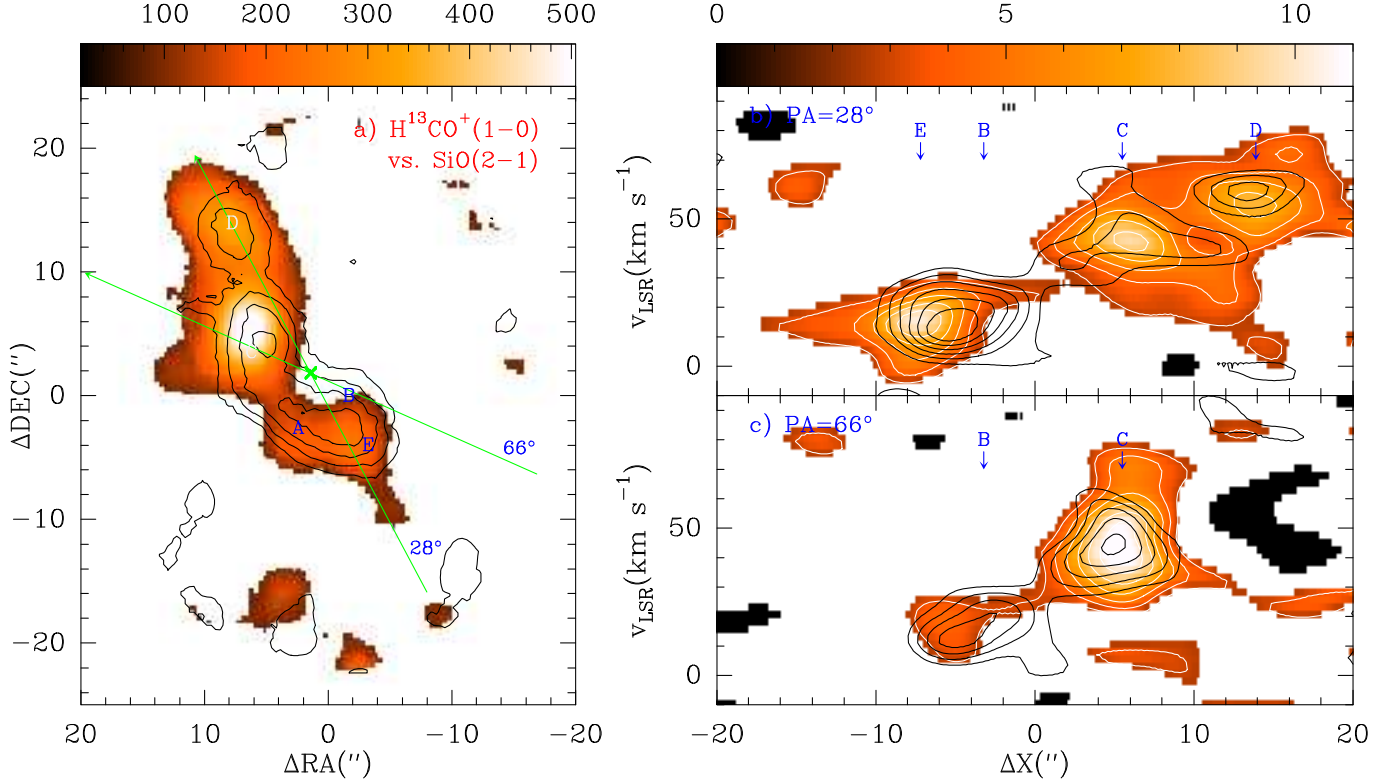 100 200 300 400 500
0 5 10
a) H¹³CO⁺(1−0)
vs. SiO(2−1)
20
10
0
−10
−20
ΔDEC(″)
D
A
B
E
66°
28°
20 10 0 −10 −20
ΔRA(″)
b) PA=28°
E B C D
50
0
v_LSR(km s⁻¹)
c) PA=66°
B C
50
0
v_LSR(km s⁻¹)
−20 −10 0 10 20
ΔX(″)